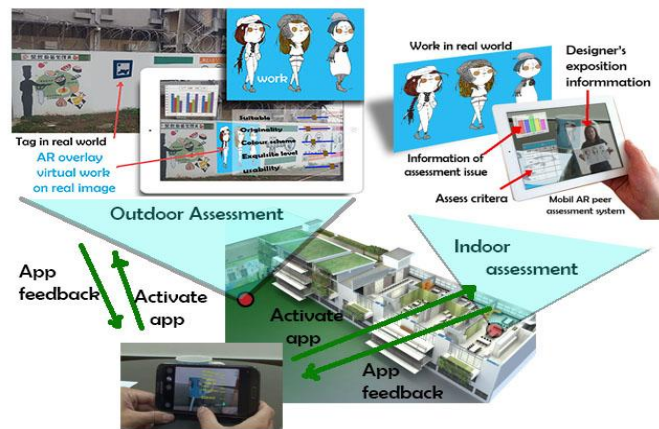 work
Suitable
Originality
Colour scheme
Exquisite level
usability
Tag in real world
AR overlay
virtual work
on real image
Work in real world
Designer's
exposition
informmation
Information of
assessment issue
Assess critera
Mobil AR peer
assessment system
Outdoor Assessment
Indoor
assessment
App
feedback
Activate
app
Activate
app
App
feedback